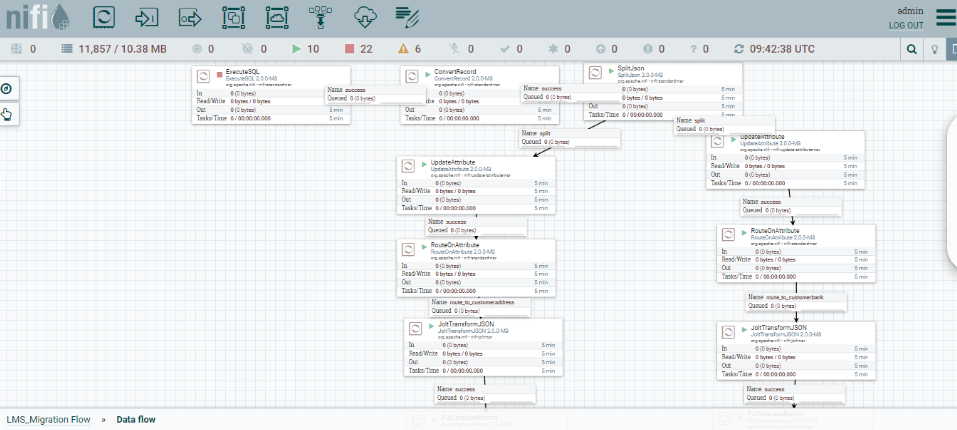 nifi
admin
LOG OUT
0
11,857 / 10.38 MB
0
0
10
22
6
0
0
0
0
0
? 0
09:42:38 UTC
ExecuteSQL
ExecuteSQL 2.0.0-M3
org.apache.nifi - nifi-standard-nar
In 0 (0 bytes)
Read/Write 0 bytes / 0 bytes
Out 0 (0 bytes) 5 min
Tasks/Time 0 / 00:00:00.000 5 min
Name success
Queued 0 (0 bytes)
ConvertRecord
ConvertRecord 2.0.0-M3
org.apache.nifi - nifi-standard-nar
0 (0 bytes)
0 bytes / 0 bytes
Out 0 (0 bytes) 5 min
Tasks/Time 0 / 00:00:00.000 5 min
Name success
Queued 0 (0 bytes)
SplitJson
SplitJson 2.0.0-M3
org.apache.nifi - nifi-standard-nar
0 (0 bytes) 5 min
0 bytes / 0 bytes 5 min
Out 0 (0 bytes) 5 min
Tasks/Time 0 / 00:00:00.000 5 min
Name split
Queued 0 (0 bytes)
Name split
Queued 0 (0 bytes)
UpdateAttribute
UpdateAttribute 2.0.0-M3
org.apache.nifi - nifi-update-attribute-nar
In 0 (0 bytes) 5 min
Read/Write 0 bytes / 0 bytes 5 min
Out 0 (0 bytes) 5 min
Tasks/Time 0 / 00:00:00.000 5 min
UpdateAttribute
UpdateAttribute 2.0.0-M3
org.apache.nifi - nifi-update-attribute-nar
In 0 (0 bytes) 5 min
Read/Write 0 bytes / 0 bytes 5 min
Out 0 (0 bytes) 5 min
Tasks/Time 0 / 00:00:00.000 5 min
Name success
Queued 0 (0 bytes)
Name success
Queued 0 (0 bytes)
RouteOnAttribute
RouteOnAttribute 2.0.0-M3
org.apache.nifi - nifi-standard-nar
In 0 (0 bytes) 5 min
Read/Write 0 bytes / 0 bytes 5 min
Out 0 (0 bytes) 5 min
Tasks/Time 0 / 00:00:00.000 5 min
RouteOnAttribute
RouteOnAttribute 2.0.0-M3
org.apache.nifi - nifi-standard-nar
In 0 (0 bytes) 5 min
Read/Write 0 bytes / 0 bytes 5 min
Out 0 (0 bytes) 5 min
Tasks/Time 0 / 00:00:00.000 5 min
Name route_to_customeraddress
Queued 0 (0 bytes)
Name route_to_customerbank
Queued 0 (0 bytes)
JoltTransformJSON
JoltTransformJSON 2.0.0-M3
org.apache.nifi - nifi-jolt-nar
In 0 (0 bytes) 5 min
Read/Write 0 bytes / 0 bytes 5 min
Out 0 (0 bytes) 5 min
Tasks/Time 0 / 00:00:00.000 5 min
JoltTransformJSON
JoltTransformJSON 2.0.0-M3
org.apache.nifi - nifi-jolt-nar
In 0 (0 bytes) 5 min
Read/Write 0 bytes / 0 bytes 5 min
Out 0 (0 bytes) 5 min
Tasks/Time 0 / 00:00:00.000 5 min
Name success
Queued 0 (0 bytes)
Name success
Queued 0 (0 bytes)
PutDatabaseRecord
PutDatabaseRecord
LMS_Migration Flow » Data flow